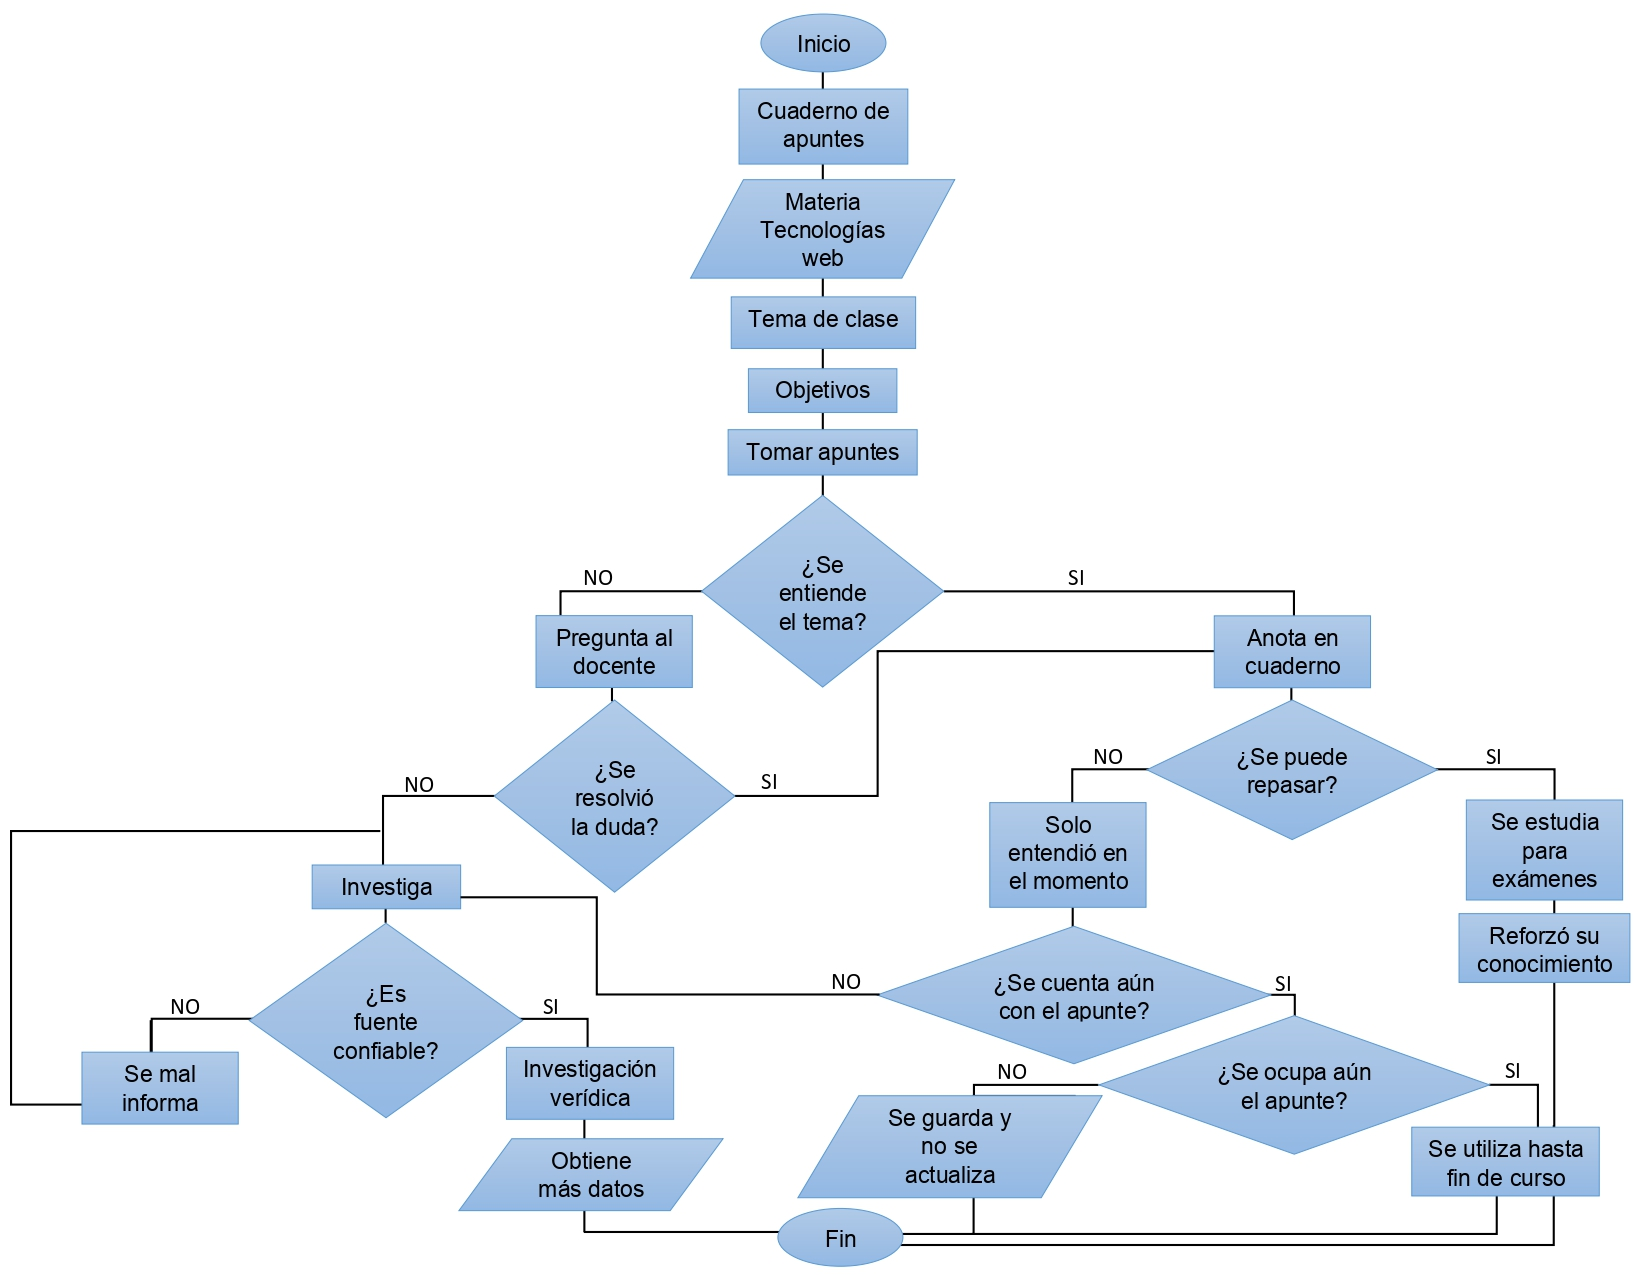 Inicio
Cuaderno de
apuntes
Materia
Tecnologías
web
Tema de clase
Objetivos
Tomar apuntes
¿Se
entiende
el tema?
NO
SI
Pregunta al
docente
Anota en
cuaderno
¿Se
resolvió
la duda?
NO
SI
¿Se puede
repasar?
NO
SI
Solo
entendió en
el momento
Se estudia
para
exámenes
Investiga
Reforzó su
conocimiento
¿Es
fuente
confiable?
NO
SI
¿Se cuenta aún
con el apunte?
NO
SI
Se mal
informa
Investigación
verídica
¿Se ocupa aún
el apunte?
NO
SI
Se guarda y
no se
actualiza
Se utiliza hasta
fin de curso
Obtiene
más datos
Fin